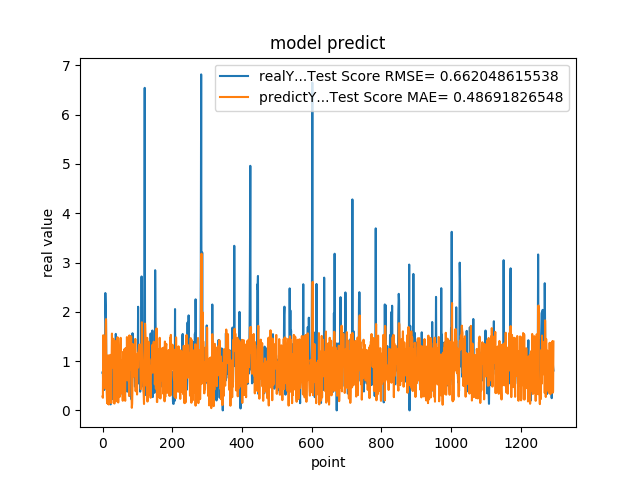 model predict
realY...Test Score RMSE= 0.662048615538
predictY...Test Score MAE= 0.48691826548
7
6
5
4
3
2
1
0
real value
0 200 400 600 800 1000 1200
point